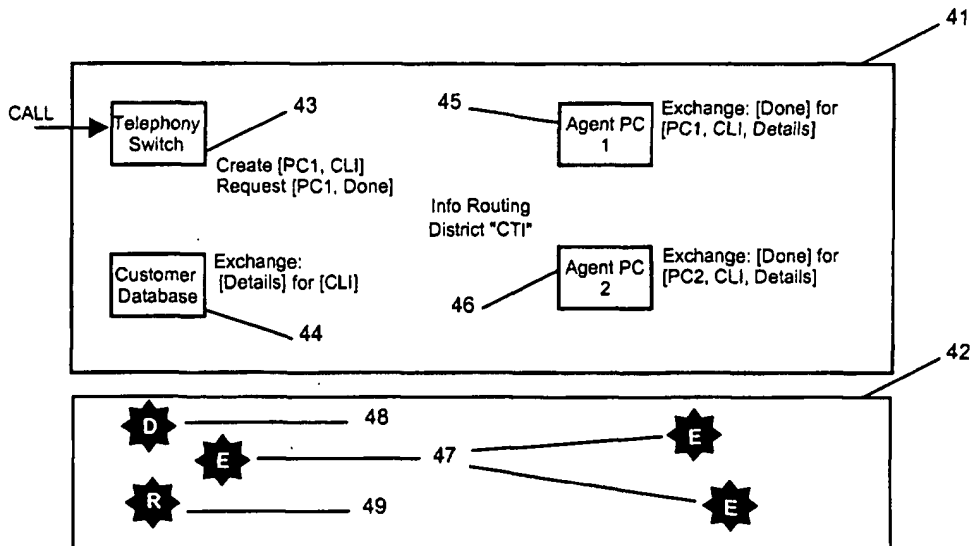 41
CALL
Telephony
Switch
43
Create [PC1, CLI]
Request [PC1, Done]
45
Agent PC
1
Exchange: [Done] for
[PC1, CLI, Details]
Info Routing
District "CTI"
Customer
Database
Exchange:
[Details] for [CLI]
44
46
Agent PC
2
Exchange: [Done] for
[PC2, CLI, Details]
42
D
48
E
47
E
R
49
E